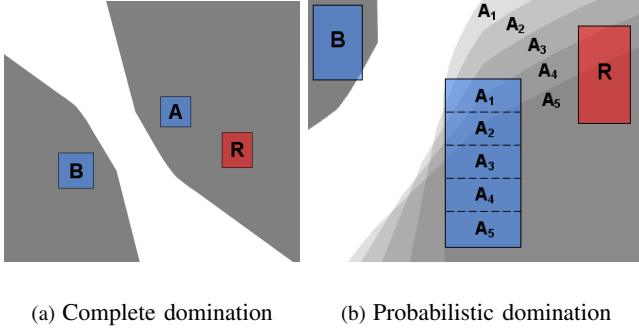 A
B
R
(a) Complete domination
B
A₁
A₂
A₃
A₄
A₅
R
A₁
A₂
A₃
A₄
A₅
(b) Probabilistic domination